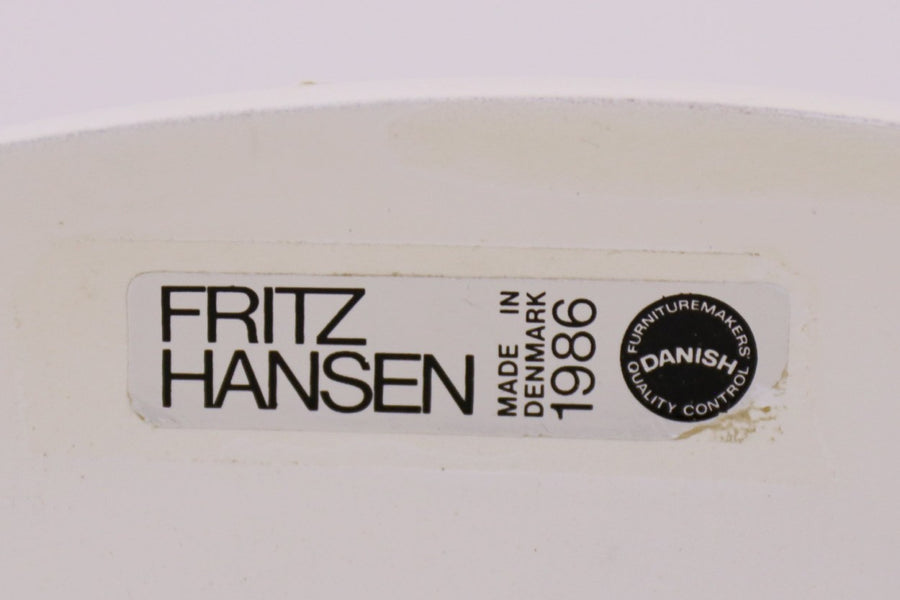 FRITZ
HANSEN
MADE IN
DENMARK
1986
FURNITUREMAKERS'
DANISH
QUALITY CONTROL